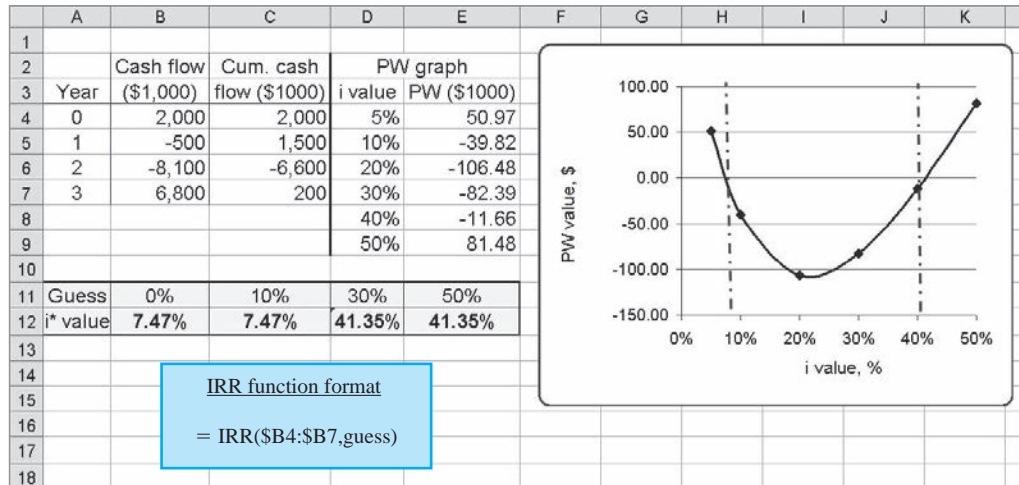 A B C D E F G H I J K
1
2 Cash flow Cum. cash PW graph
3 Year ($1,000) flow ($1000) i value PW ($1000)
4 0 2,000 2,000 5% 50.97
5 1 -500 1,500 10% -39.82
6 2 -8,100 -6,600 20% -106.48
7 3 6,800 200 30% -82.39
8 40% -11.66
9 50% 81.48
10
11 Guess 0% 10% 30% 50%
12 i* value 7.47% 7.47% 41.35% 41.35%
13
14
15
16
17
18
IRR function format
= IRR($B4:$B7,guess)
PW value, $
100.00
50.00
0.00
-50.00
-100.00
-150.00
0% 10% 20% 30% 40% 50%
i value, %